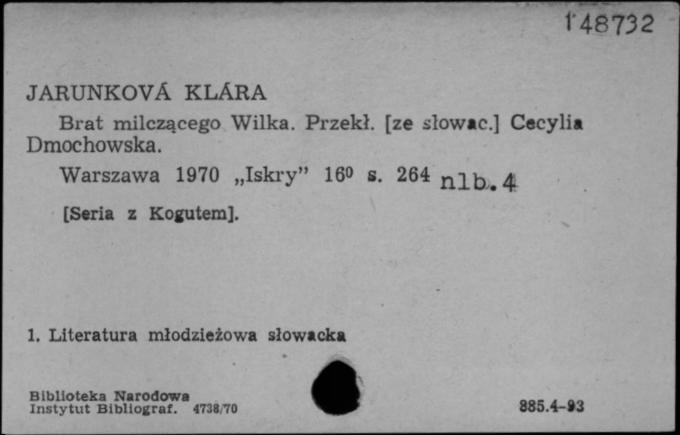 148732
JARUNKOVÁ KLÁRA
Brat milczącego Wilka. Przekł. [ze słowac.] Cecylia
Dmochowska.
Warszawa 1970 „Iskry” 16⁰ s. 264 nlb. 4
[Seria z Kogutem].
1. Literatura młodzieżowa słowacka
Biblioteka Narodowa
Instytut Bibliograf. 4738/70
885.4-93